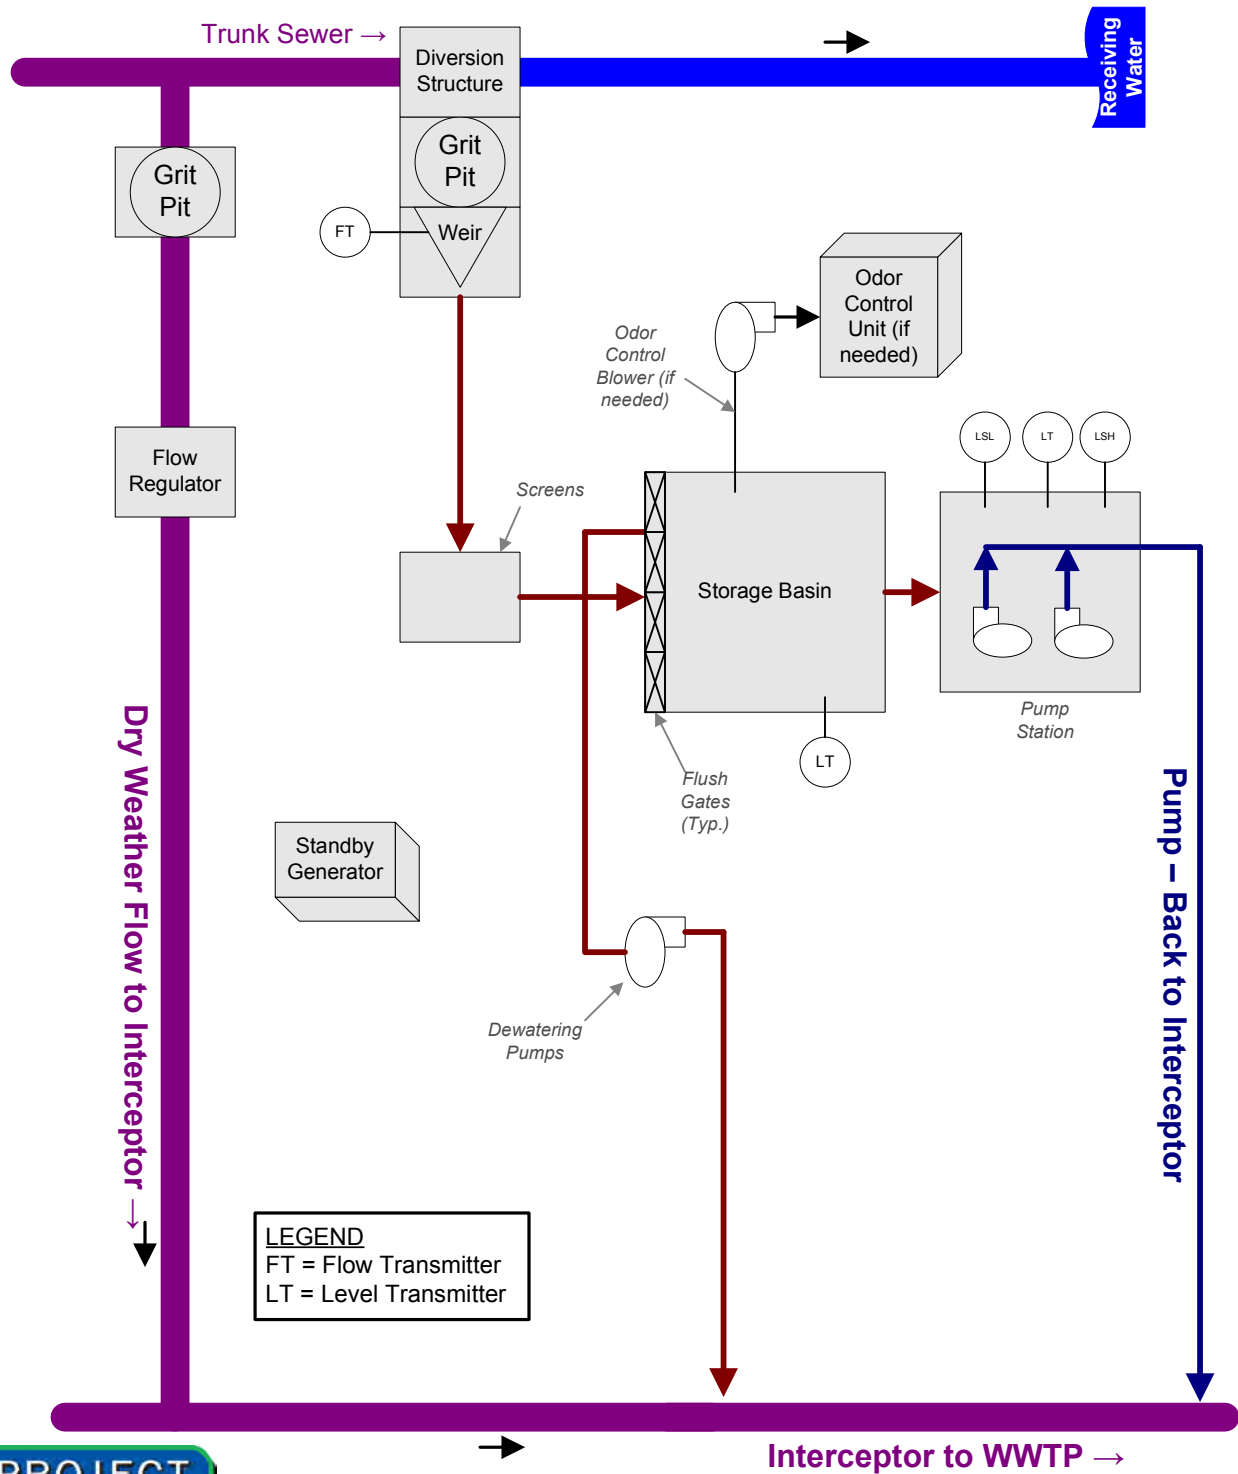 Trunk Sewer →
Diversion
Structure
Receiving
Water
Grit
Pit
Grit
Pit
FT
Weir
Odor
Control
Unit (if
needed)
Odor
Control
Blower (if
needed)
LSL
LT
LSH
Flow
Regulator
Screens
Storage Basin
Pump
Station
LT
Flush
Gates
(Typ.)
Dry Weather Flow to Interceptor →
Pump – Back to Interceptor
Standby
Generator
Dewatering
Pumps
LEGEND
FT = Flow Transmitter
LT = Level Transmitter
Interceptor to WWTP →
PROJECT